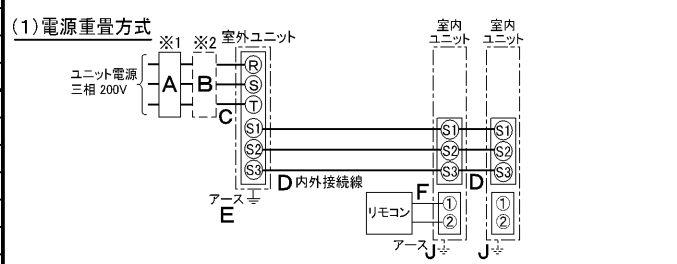 (1)電源重畳方式
※1 ※2 室外ユニット 室内 室内
ユニット ユニット
ユニット電源
三相 200V
A B R
S
T
C
S1 S1 S1
S2 S2 S2
S3 S3 S3
D 内外接続線 F D
アース
E
リモコン ① ①
② ②
アース J J